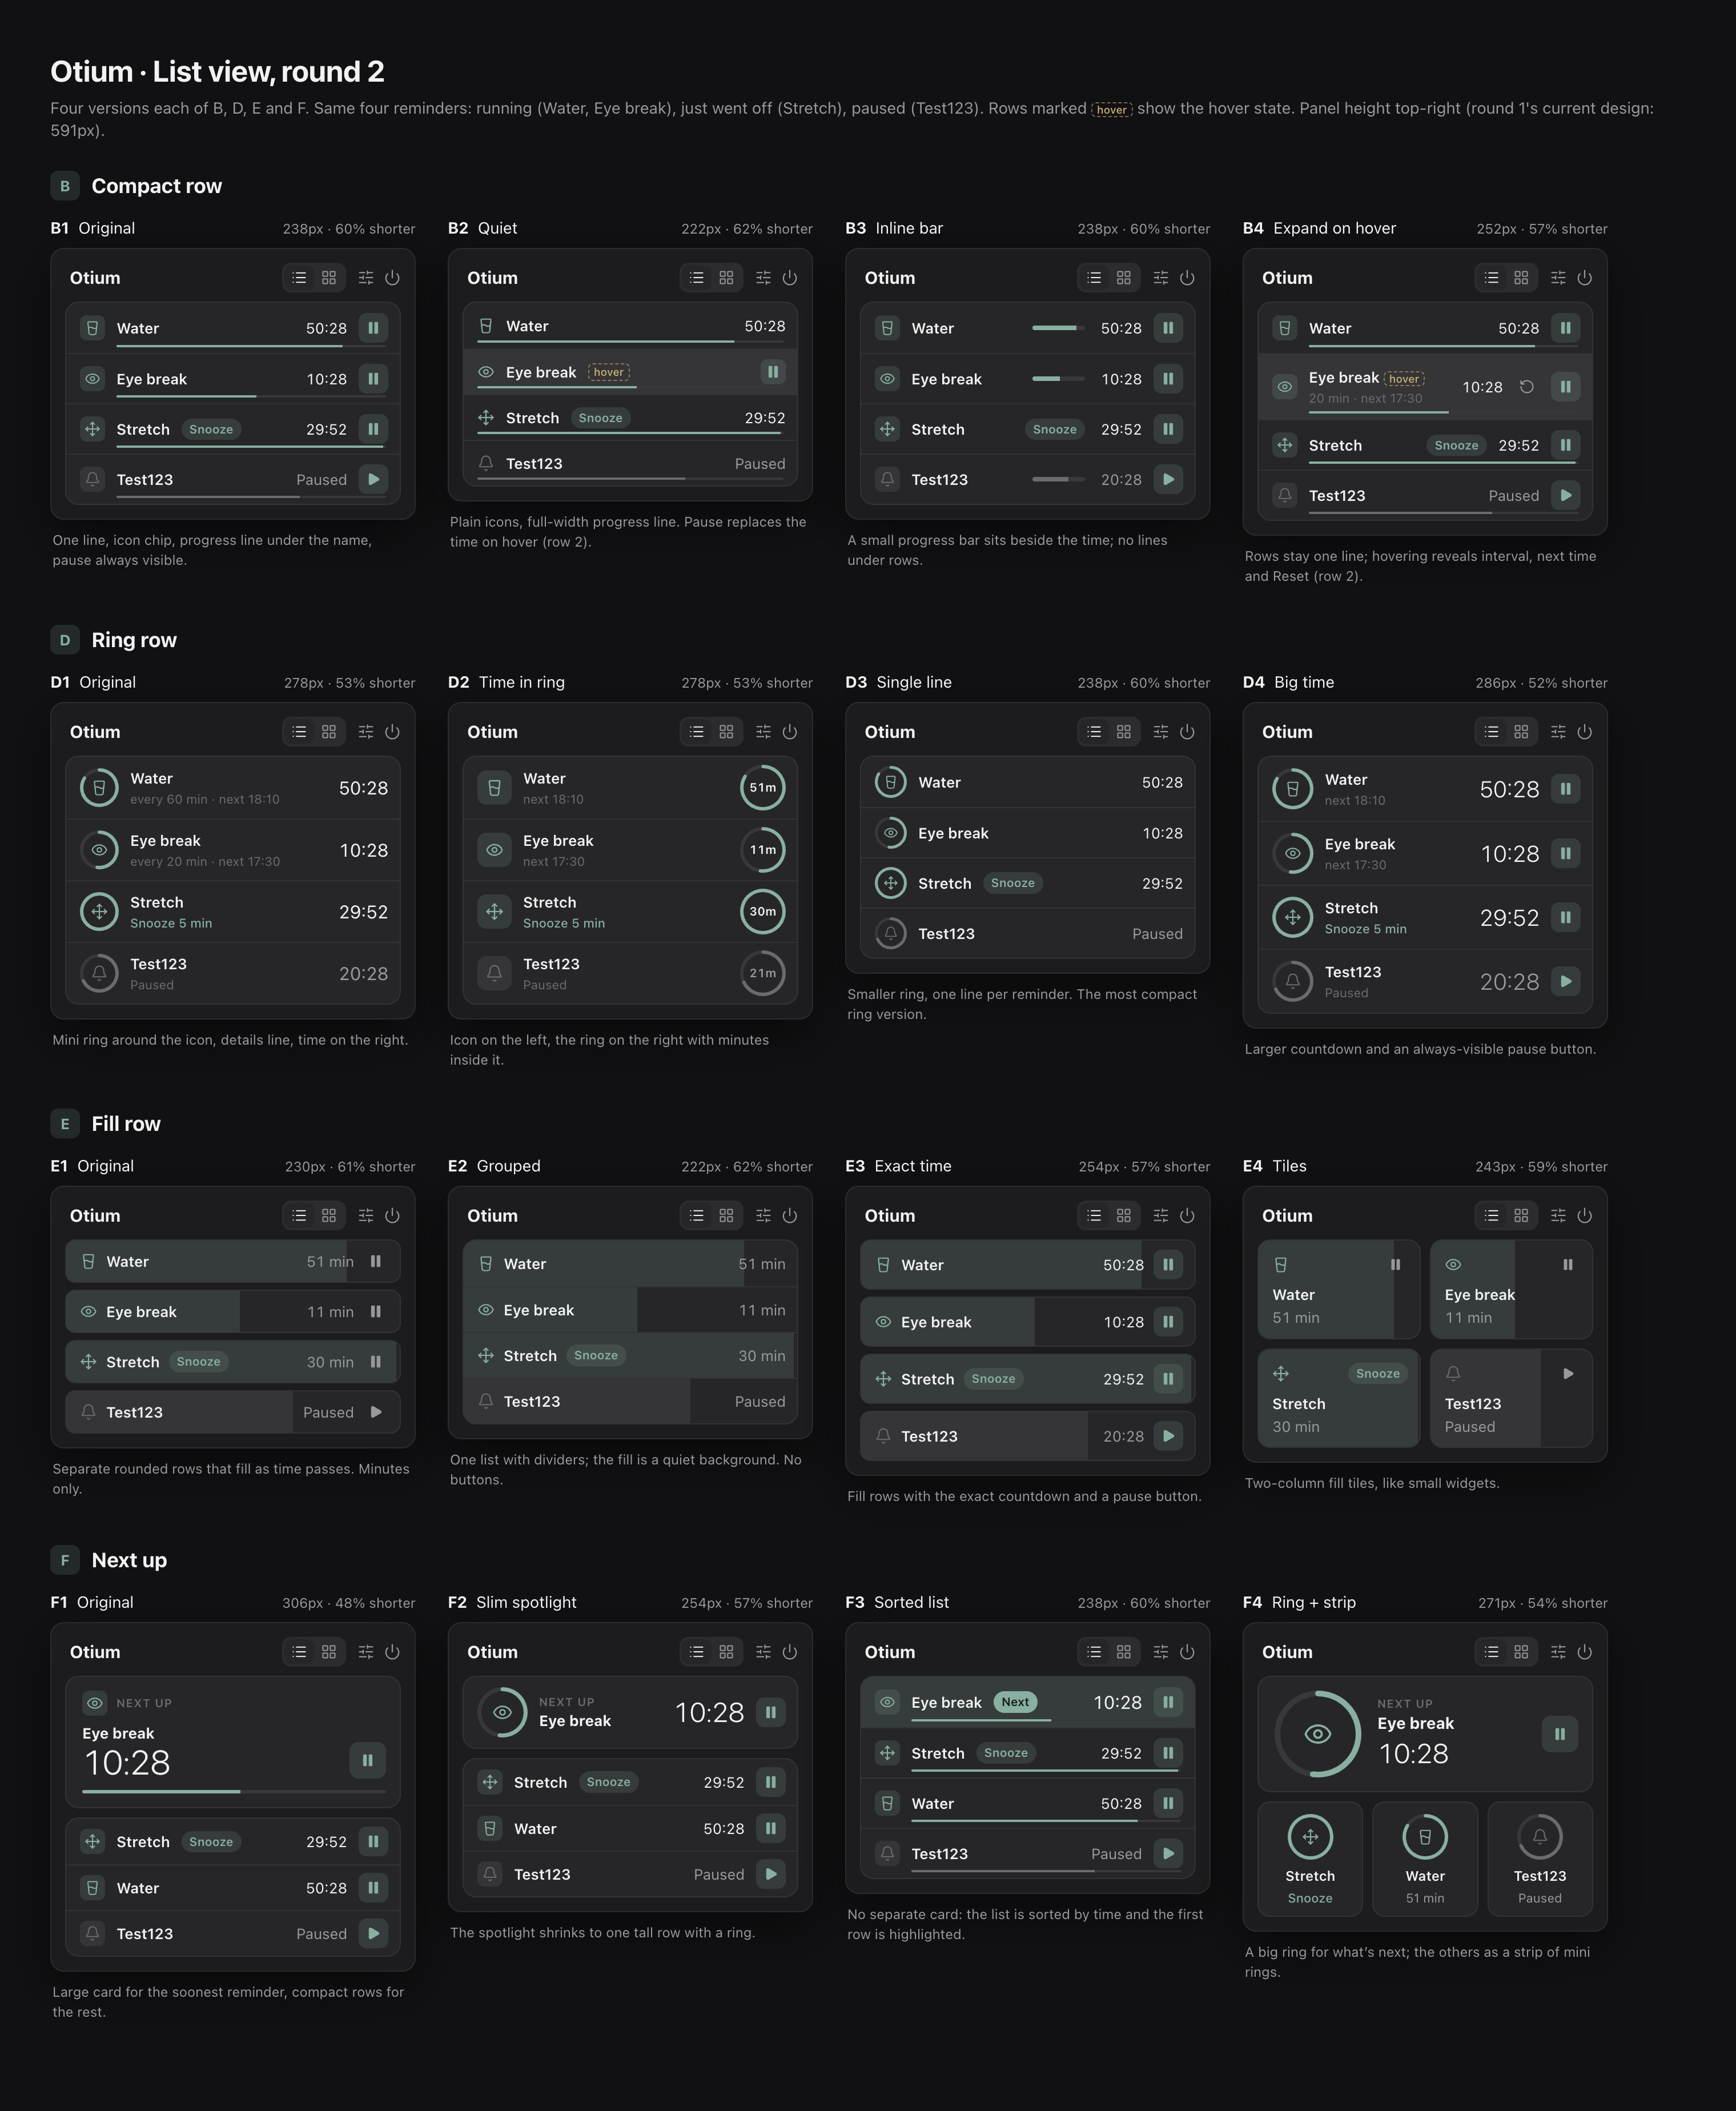 Otium · List view, round 2
Four versions each of B, D, E and F. Same four reminders: running (Water, Eye break), just went off (Stretch), paused (Test123). Rows marked hover show the hover state. Panel height top-right (round 1's current design:
591px).
B Compact row
B1 Original 238px · 60% shorter
Otium
Water 50:28
Eye break 10:28
Stretch Snooze 29:52
Test123 Paused
One line, icon chip, progress line under the name,
pause always visible.
B2 Quiet 222px · 62% shorter
Otium
Water 50:28
Eye break hover
Stretch Snooze 29:52
Test123 Paused
Plain icons, full-width progress line. Pause replaces the
time on hover (row 2).
B3 Inline bar 238px · 60% shorter
Otium
Water 50:28
Eye break 10:28
Stretch Snooze 29:52
Test123 20:28
A small progress bar sits beside the time; no lines
under rows.
B4 Expand on hover 252px · 57% shorter
Otium
Water 50:28
Eye break hover 10:28
20 min · next 17:30
Stretch Snooze 29:52
Test123 Paused
Rows stay one line; hovering reveals interval, next time
and Reset (row 2).
D Ring row
D1 Original 278px · 53% shorter
Otium
Water 50:28
every 60 min · next 18:10
Eye break 10:28
every 20 min · next 17:30
Stretch 29:52
Snooze 5 min
Test123 20:28
Paused
Mini ring around the icon, details line, time on the right.
D2 Time in ring 278px · 53% shorter
Otium
Water 51m
next 18:10
Eye break 11m
next 17:30
Stretch 30m
Snooze 5 min
Test123 21m
Paused
Icon on the left, the ring on the right with minutes
inside it.
D3 Single line 238px · 60% shorter
Otium
Water 50:28
Eye break 10:28
Stretch Snooze 29:52
Test123 Paused
Smaller ring, one line per reminder. The most compact
ring version.
D4 Big time 286px · 52% shorter
Otium
Water 50:28
next 18:10
Eye break 10:28
next 17:30
Stretch 29:52
Snooze 5 min
Test123 20:28
Paused
Larger countdown and an always-visible pause button.
E Fill row
E1 Original 230px · 61% shorter
Otium
Water 51 min
Eye break 11 min
Stretch Snooze 30 min
Test123 Paused
Separate rounded rows that fill as time passes. Minutes
only.
E2 Grouped 222px · 62% shorter
Otium
Water 51 min
Eye break 11 min
Stretch Snooze 30 min
Test123 Paused
One list with dividers; the fill is a quiet background. No
buttons.
E3 Exact time 254px · 57% shorter
Otium
Water 50:28
Eye break 10:28
Stretch Snooze 29:52
Test123 20:28
Fill rows with the exact countdown and a pause button.
E4 Tiles 243px · 59% shorter
Otium
Water Eye break
51 min 11 min
Snooze
Stretch Test123
30 min Paused
Two-column fill tiles, like small widgets.
F Next up
F1 Original 306px · 48% shorter
Otium
NEXT UP
Eye break
10:28
Stretch Snooze 29:52
Water 50:28
Test123 Paused
Large card for the soonest reminder, compact rows for
the rest.
F2 Slim spotlight 254px · 57% shorter
Otium
NEXT UP
Eye break 10:28
Stretch Snooze 29:52
Water 50:28
Test123 Paused
The spotlight shrinks to one tall row with a ring.
F3 Sorted list 238px · 60% shorter
Otium
Eye break Next 10:28
Stretch Snooze 29:52
Water 50:28
Test123 Paused
No separate card: the list is sorted by time and the first
row is highlighted.
F4 Ring + strip 271px · 54% shorter
Otium
NEXT UP
Eye break
10:28
Stretch Water Test123
Snooze 51 min Paused
A big ring for what's next; the others as a strip of mini
rings.